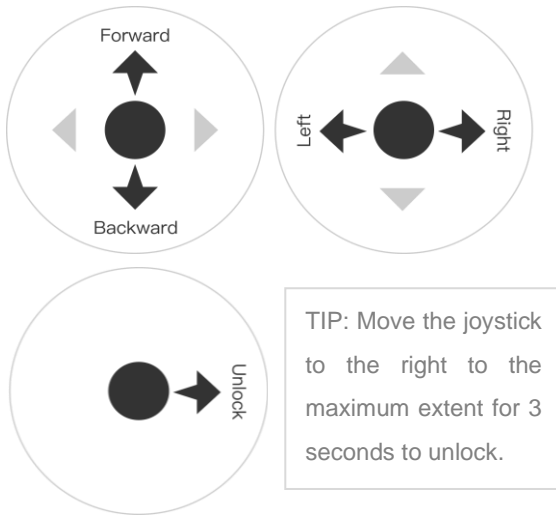 Forward
Backward
Left
Right
Unlock
TIP: Move the joystick
to the right to the
maximum extent for 3
seconds to unlock.